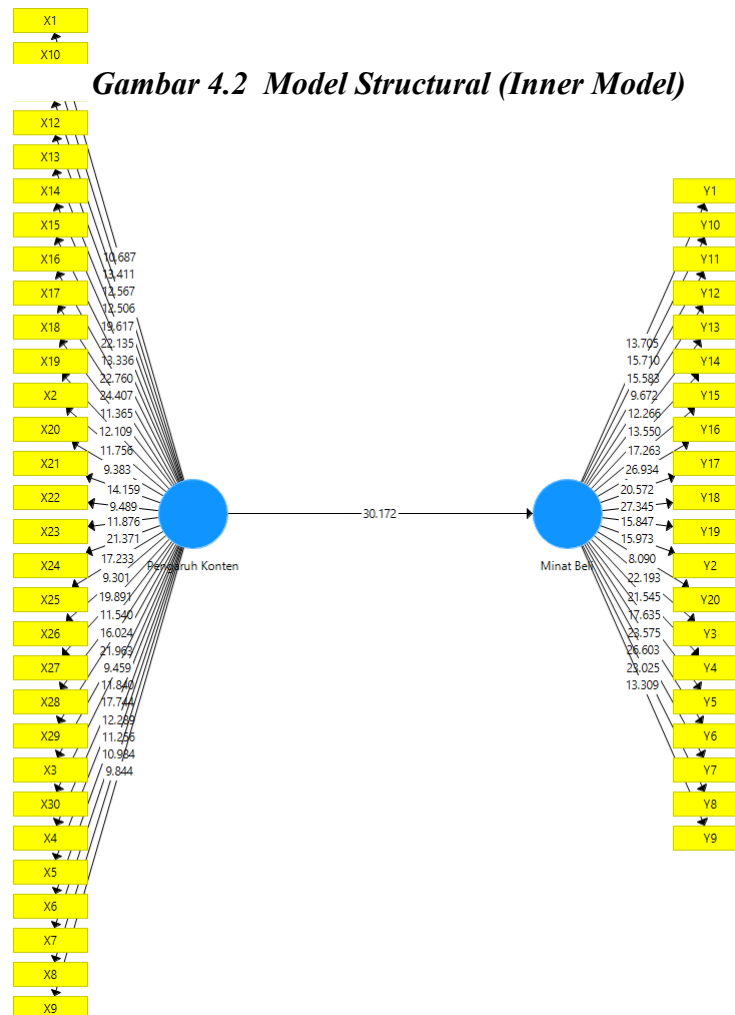 X1
X10
Gambar 4.2 Model Structural (Inner Model)
X12
X13
X14
X15
X16
X17
X18
X19
X2
X20
X21
X22
X23
X24
X25
X26
X27
X28
X29
X3
X30
X4
X5
X6
X7
X8
X9
10.687
13.411
12.567
12.506
19.617
22.135
13.336
22.760
24.407
11.365
12.109
11.756
9.383
14.159
9.489
11.876
21.371
17.233
9.301
19.891
11.540
16.024
21.963
9.459
11.840
17.744
12.289
11.256
10.984
9.844
Pengaruh Konten
30.172
Minat Beli
13.705
15.710
15.583
9.672
12.266
13.550
17.263
26.934
20.572
27.345
15.847
15.973
8.090
22.193
21.545
17.635
23.575
26.603
23.025
13.309
Y1
Y10
Y11
Y12
Y13
Y14
Y15
Y16
Y17
Y18
Y19
Y2
Y20
Y3
Y4
Y5
Y6
Y7
Y8
Y9